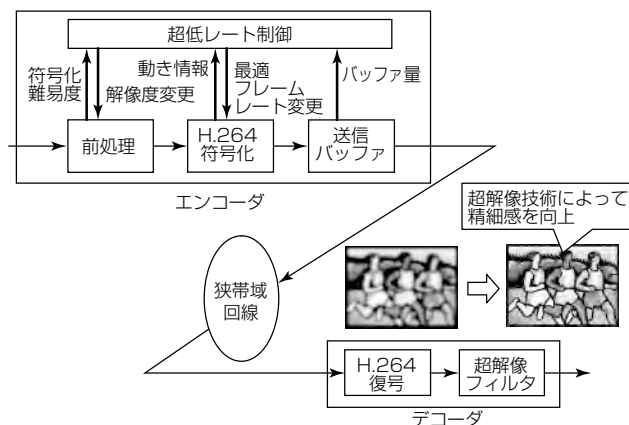 超低レート制御
符号化
難易度
解像度変更
動き情報
最適
フレーム
レート変更
バッファ量
前処理
H.264
符号化
送信
バッファ
エンコーダ
超解像技術によって
精細感を向上
狭帯域
回線
H.264
復号
超解像
フィルタ
デコーダ